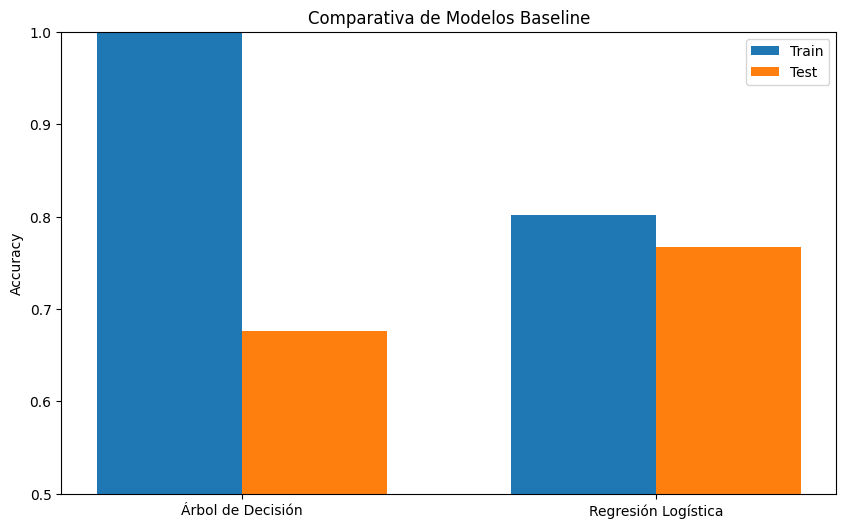 Comparativa de Modelos Baseline
Train
Test
1.0
0.9
0.8
0.7
0.6
0.5
Accuracy
Árbol de Decisión
Regresión Logística